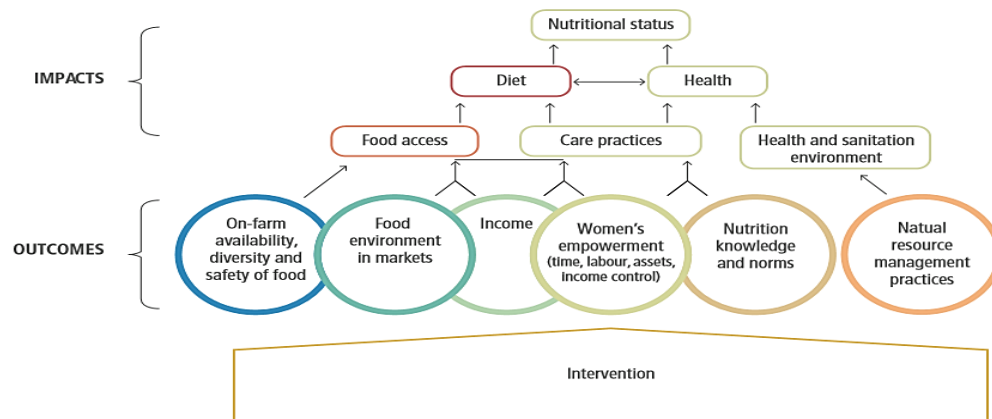 Nutritional status
IMPACTS
Diet
Health
Food access
Care practices
Health and sanitation
environment
OUTCOMES
On-farm
availability,
diversity and
safety of food
Food
environment
in markets
Income
Women's
empowerment
(time, labour, assets,
income control)
Nutrition
knowledge
and norms
Natual
resource
management
practices
Intervention